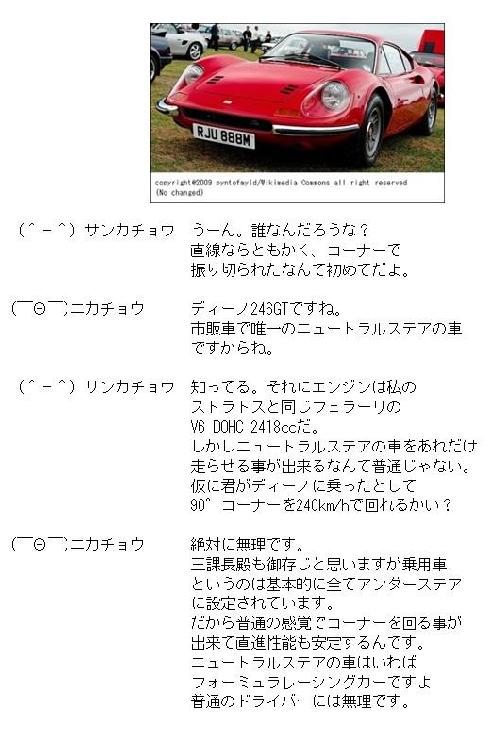 RJU 888M
copyright@2009 syntofmyld/Wikimedia Commons all right reserved
(No changed)
(＾－＾) サンカチョウ うーん。誰なんだろうな？
直線ならともかく、コーナーで
振り切られたなんて初めてだよ。
(￣Θ￣)ニカチョウ ディーノ246GTですね。
市販車で唯一のニュートラルステアの車
ですからね。
(＾－＾) リンカチョウ 知ってる。それにエンジンは私の
ストラトスと同じフェラーリの
V6 DOHC 2418ccだ。
しかしニュートラルステアの車をあれだけ
走らせる事が出来るなんて普通じゃない。
仮に君がディーノに乗ったとして
90°コーナーを240km/hで回れるかい？
(￣Θ￣)ニカチョウ 絶対に無理です。
三課長殿も御存じと思いますが乗用車
というのは基本的に全てアンダーステア
に設定されています。
だから普通の感覚でコーナーを回る事が
出来て直進性能も安定するんです。
ニュートラルステアの車はいわば
フォーミュラレーシングカーですよ
普通のドライバーには無理です。